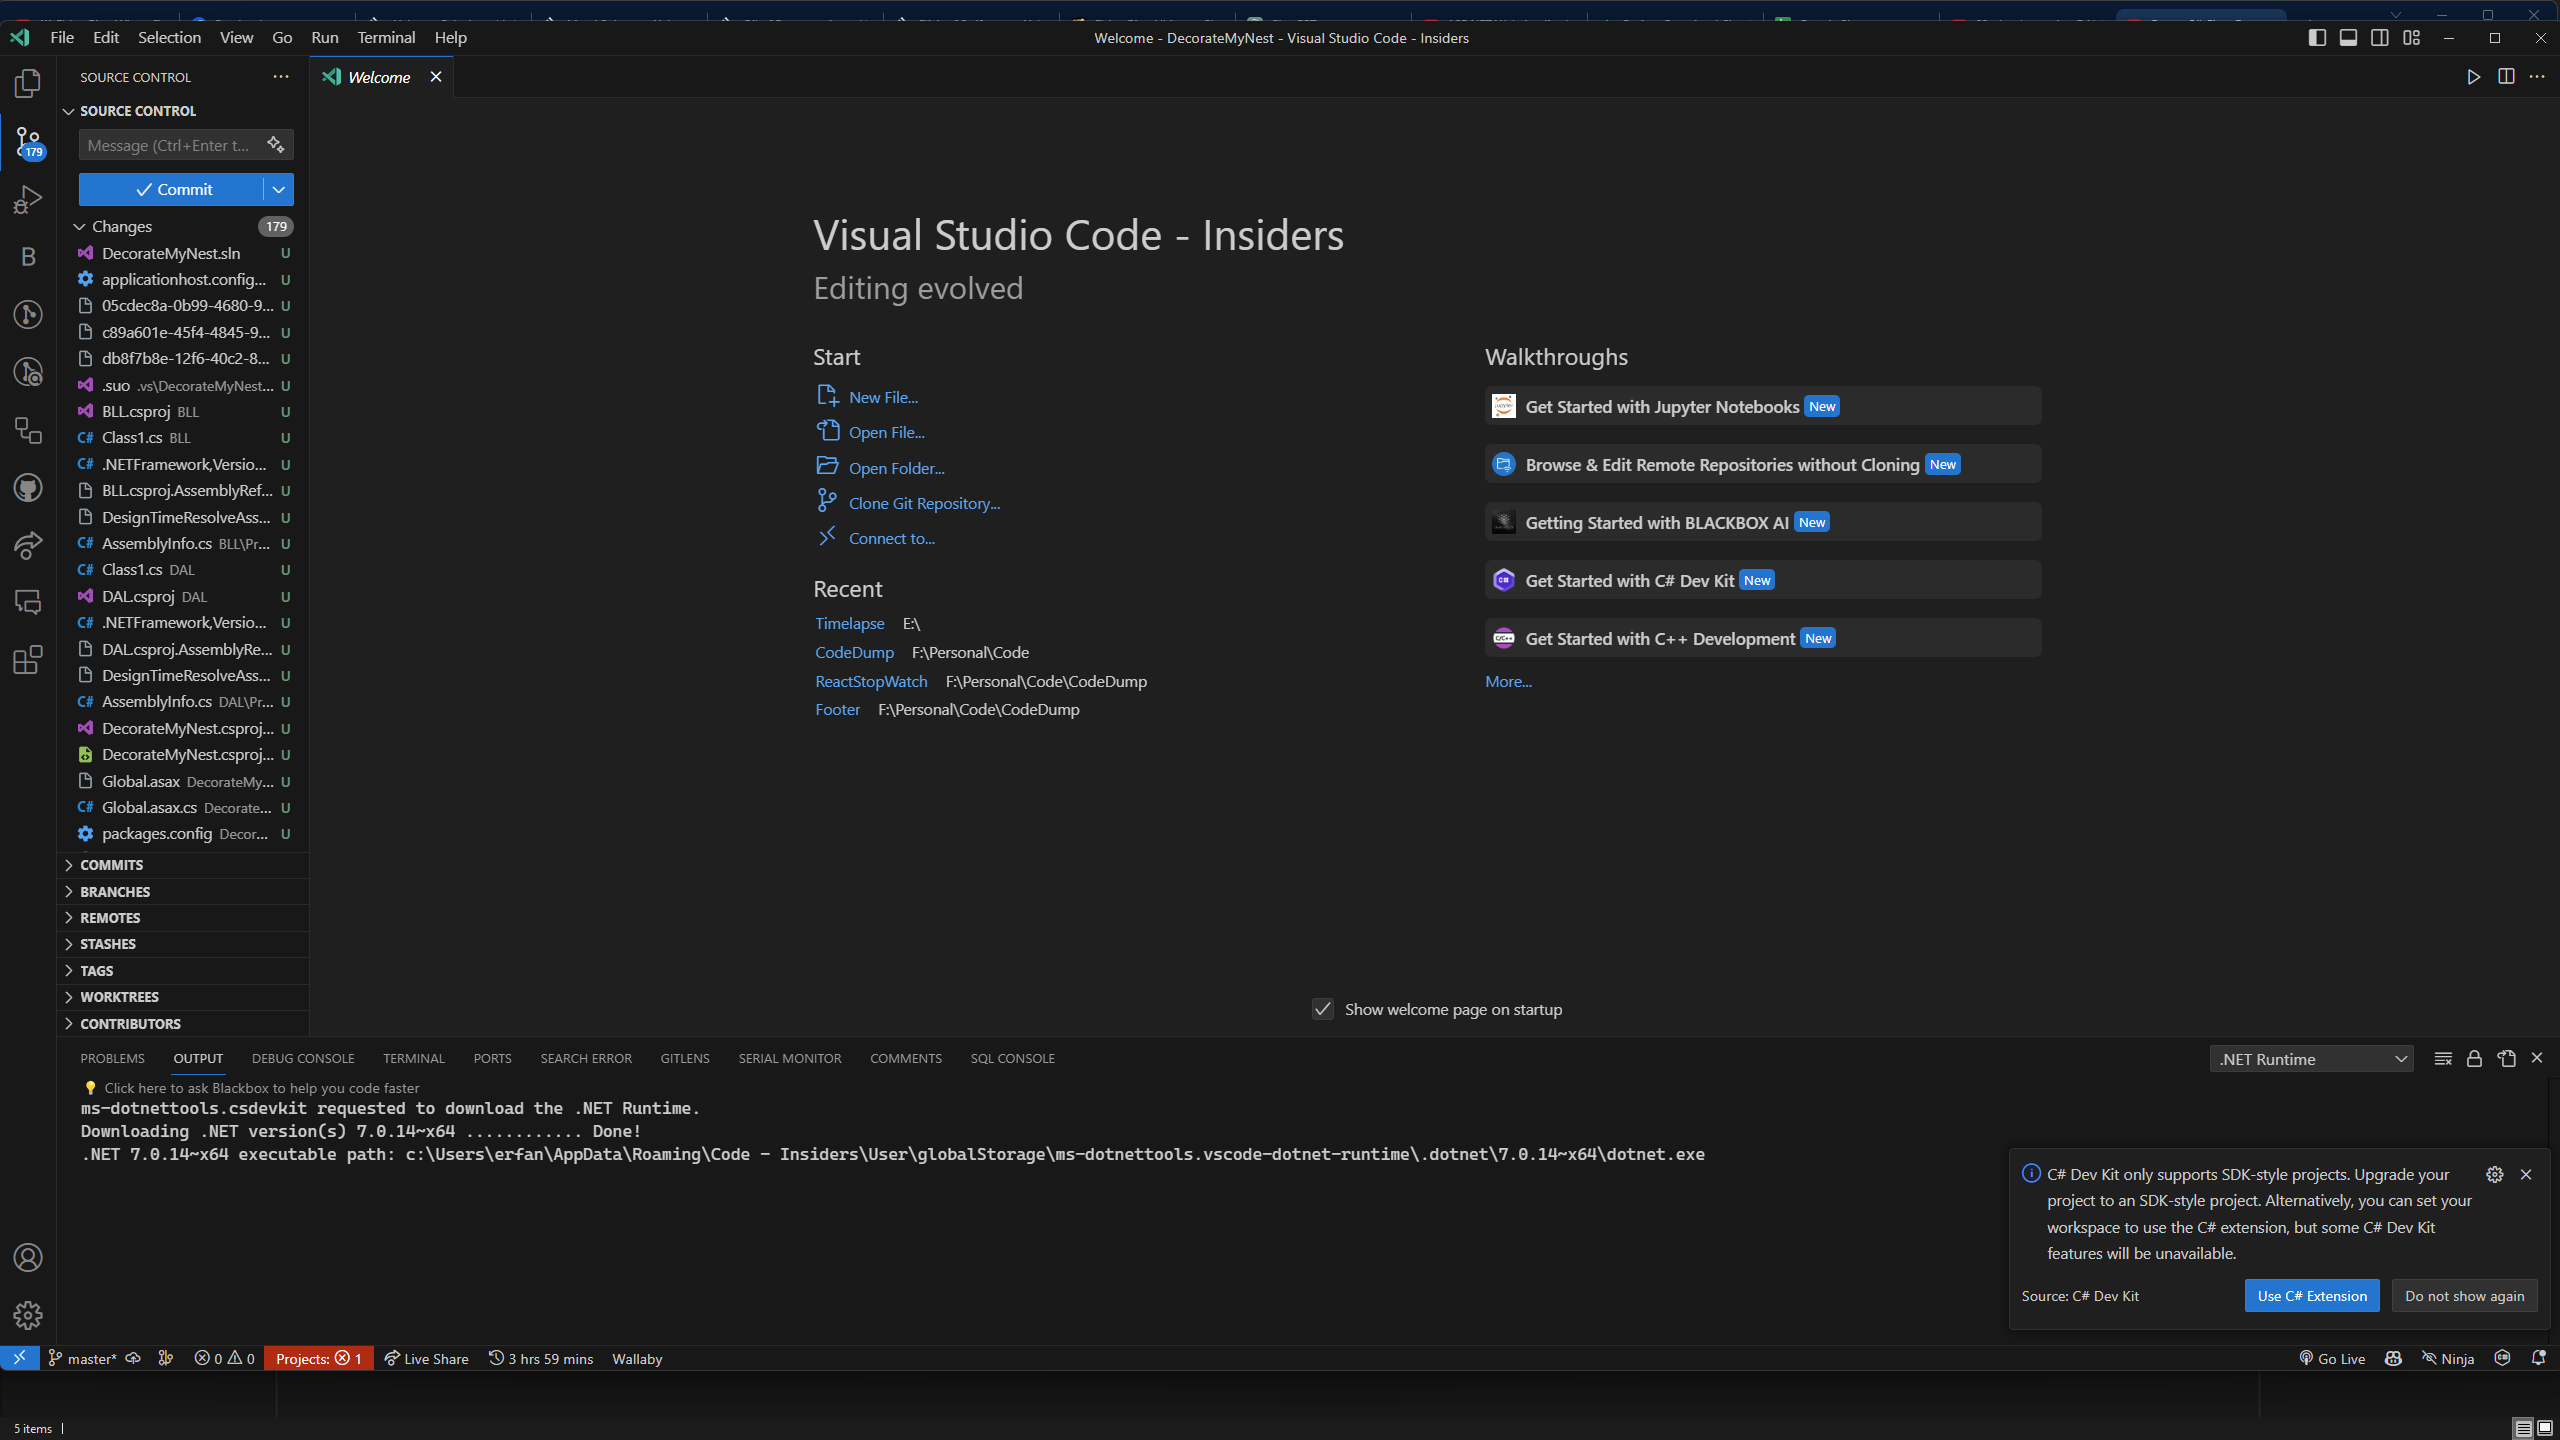 File Edit Selection View Go Run Terminal Help
Welcome - DecorateMyNest - Visual Studio Code - Insiders
SOURCE CONTROL
Welcome
SOURCE CONTROL
Message (Ctrl+Enter t...
179
Commit
Changes 179
DecorateMyNest.sln U
applicationhost.config... U
05cdec8a-0b99-4680-9... U
c89a601e-45f4-4845-9... U
db8f7b8e-12f6-40c2-8... U
.suo .vs\DecorateMyNest... U
BLL.csproj BLL U
C# Class1.cs BLL U
C# .NETFramework,Versio... U
BLL.csproj.AssemblyRef... U
DesignTimeResolveAss... U
C# AssemblyInfo.cs BLL\Pr... U
C# Class1.cs DAL U
DAL.csproj DAL U
C# .NETFramework,Versio... U
DAL.csproj.AssemblyRe... U
DesignTimeResolveAss... U
C# AssemblyInfo.cs DAL\Pr... U
DecorateMyNest.csproj... U
DecorateMyNest.csproj... U
Global.asax DecorateMy... U
C# Global.asax.cs Decorate... U
packages.config Decor... U
COMMITS
BRANCHES
REMOTES
STASHES
TAGS
WORKTREES
CONTRIBUTORS
Visual Studio Code - Insiders
Editing evolved
Start
New File...
Open File...
Open Folder...
Clone Git Repository...
Connect to...
Recent
Timelapse E:\
CodeDump F:\Personal\Code
ReactStopWatch F:\Personal\Code\CodeDump
Footer F:\Personal\Code\CodeDump
Walkthroughs
Get Started with Jupyter Notebooks New
Browse & Edit Remote Repositories without Cloning New
Getting Started with BLACKBOX AI New
Get Started with C# Dev Kit New
Get Started with C++ Development New
More...
Show welcome page on startup
PROBLEMS OUTPUT DEBUG CONSOLE TERMINAL PORTS SEARCH ERROR GITLENS SERIAL MONITOR COMMENTS SQL CONSOLE
.NET Runtime
Click here to ask Blackbox to help you code faster
ms-dotnettools.csdevkit requested to download the .NET Runtime.
Downloading .NET version(s) 7.0.14~x64 ............ Done!
.NET 7.0.14~x64 executable path: c:\Users\erfan\AppData\Roaming\Code - Insiders\User\globalStorage\ms-dotnettools.vscode-dotnet-runtime\.dotnet\7.0.14~x64\dotnet.exe
C# Dev Kit only supports SDK-style projects. Upgrade your
project to an SDK-style project. Alternatively, you can set your
workspace to use the C# extension, but some C# Dev Kit
features will be unavailable.
Source: C# Dev Kit
Use C# Extension
Do not show again
master* 0 0 Projects: 1 Live Share 3 hrs 59 mins Wallaby
Go Live Ninja
5 items